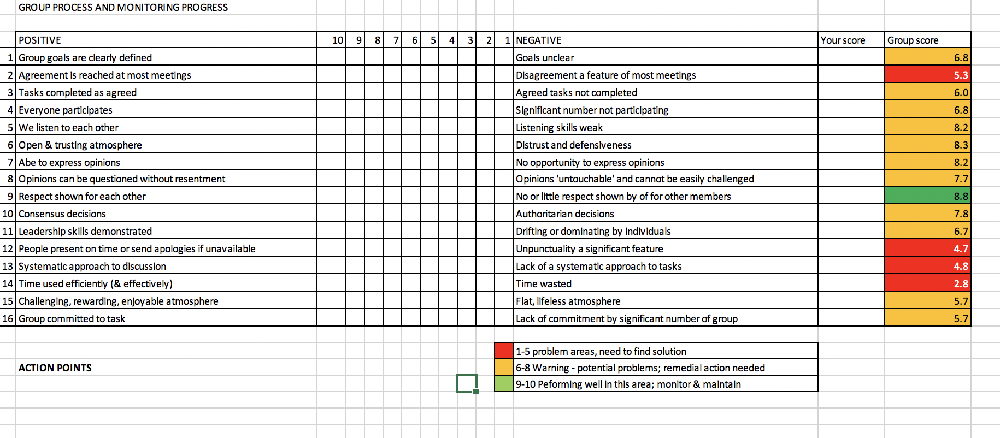 GROUP PROCESS AND MONITORING PROGRESS
POSITIVE 10 9 8 7 6 5 4 3 2 1 NEGATIVE Your score Group score
1 Group goals are clearly defined Goals unclear 6.8
2 Agreement is reached at most meetings Disagreement a feature of most meetings 5.3
3 Tasks completed as agreed Agreed tasks not completed 6.0
4 Everyone participates Significant number not participating 6.8
5 We listen to each other Listening skills weak 8.2
6 Open & trusting atmosphere Distrust and defensiveness 8.3
7 Abe to express opinions No opportunity to express opinions 8.2
8 Opinions can be questioned without resentment Opinions 'untouchable' and cannot be easily challenged 7.7
9 Respect shown for each other No or little respect shown by of for other members 8.8
10 Consensus decisions Authoritarian decisions 7.8
11 Leadership skills demonstrated Drifting or dominating by individuals 6.7
12 People present on time or send apologies if unavailable Unpunctuality a significant feature 4.7
13 Systematic approach to discussion Lack of a systematic approach to tasks 4.8
14 Time used efficiently (& effectively) Time wasted 2.8
15 Challenging, rewarding, enjoyable atmosphere Flat, lifeless atmosphere 5.7
16 Group committed to task Lack of commitment by significant number of group 5.7
1-5 problem areas, need to find solution
ACTION POINTS 6-8 Warning - potential problems; remedial action needed
9-10 Peforming well in this area; monitor & maintain